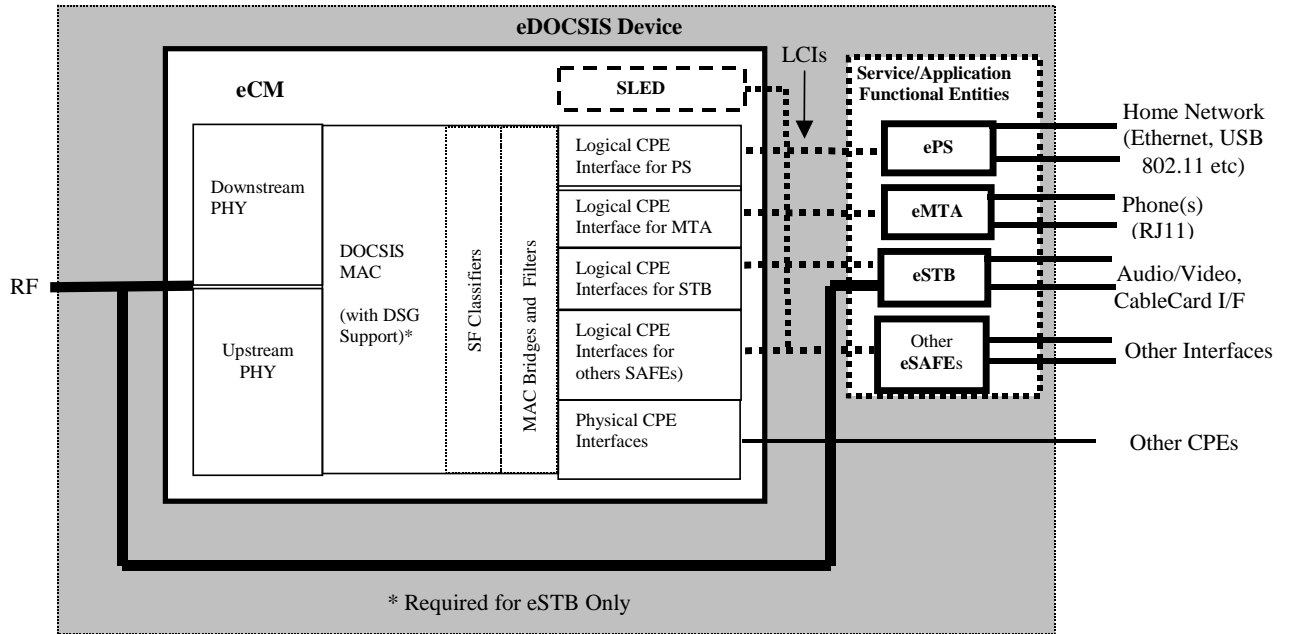 eDOCSIS Device
LCIs
eCM
SLED
Service/Application
Functional Entities
RF
Downstream
PHY
Upstream
PHY
DOCSIS
MAC
(with DSG
Support)*
SF Classifiers
MAC Bridges and Filters
Logical CPE
Interface for PS
Logical CPE
Interface for MTA
Logical CPE
Interfaces for STB
Logical CPE
Interfaces for
others SAFEs)
Physical CPE
Interfaces
ePS
eMTA
eSTB
Other
eSAFEs
Home Network
(Ethernet, USB
802.11 etc)
Phone(s)
(RJ11)
Audio/Video,
CableCard I/F
Other Interfaces
Other CPEs
* Required for eSTB Only